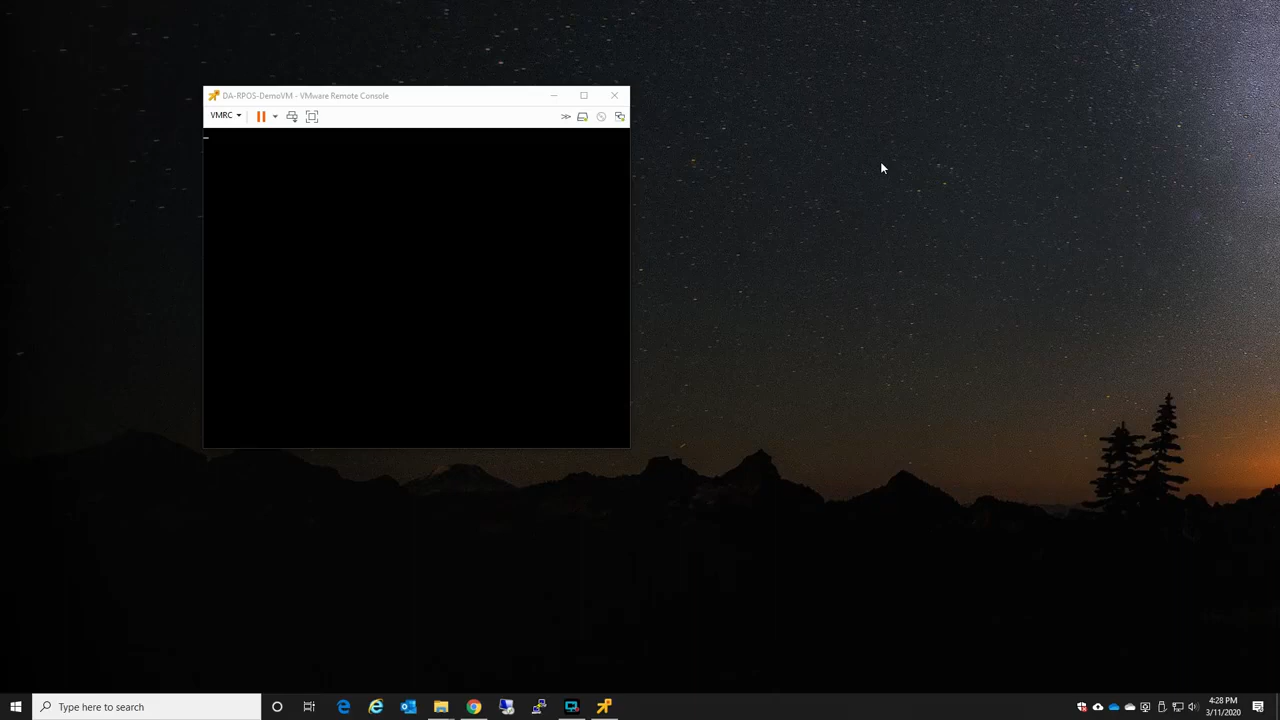 DA-RPOS-DemoVM - VMware Remote Console
VMRC
Type here to search
4:28 PM
3/11/2020